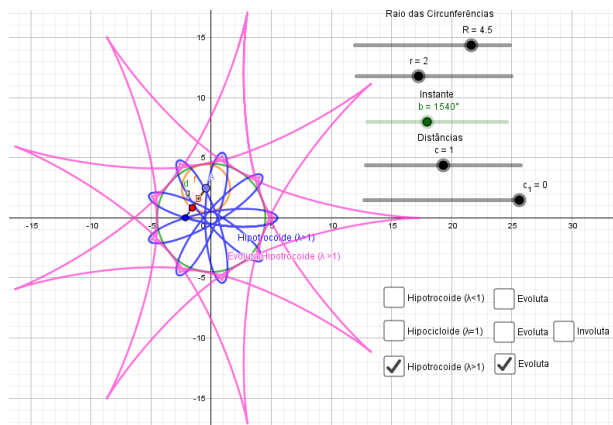 Raio das Circunferências
R = 4.5
r = 2
Instante
b = 1540°
Distâncias
c = 1
c₁ = 0
15
10
5
0
-5
-10
-15
-15
-10
-5
0
5
10
15
20
25
30
A
d
f
g
B
Hipotrocoide (λ>1)
Evoluta Hipotrocoide (λ >1)
Hipotrocoide (λ<1)
Evoluta
Hipocicloide (λ=1)
Evoluta
Involuta
Hipotrocoide (λ>1)
Evoluta